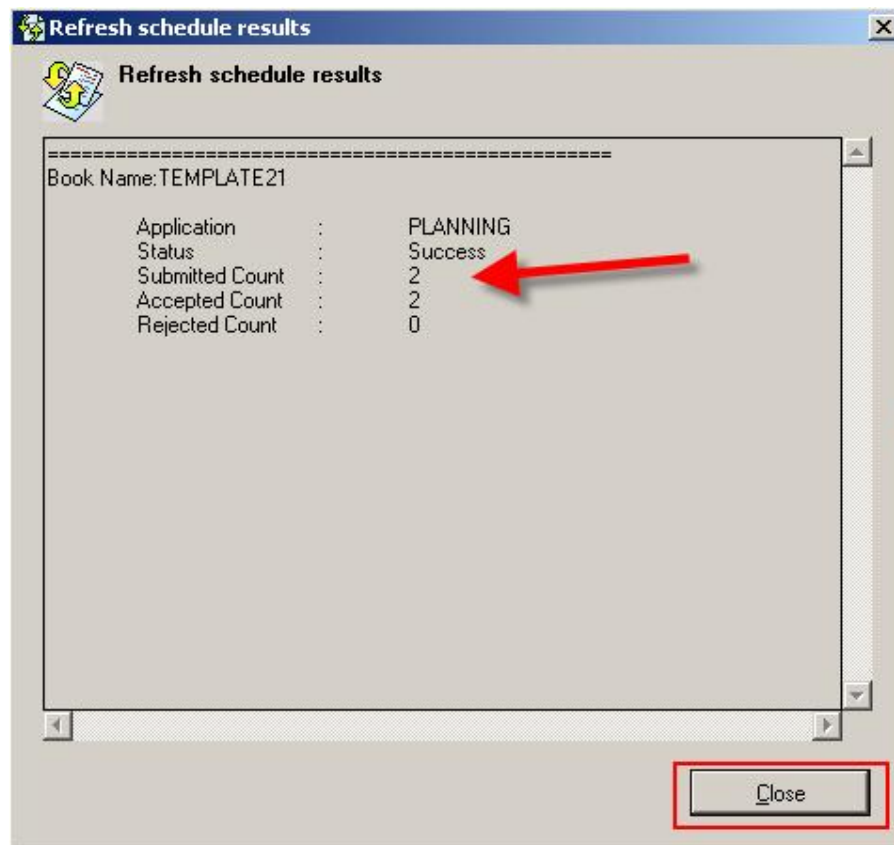 Refresh schedule results
Refresh schedule results
==================================================
Book Name:TEMPLATE21
Application : PLANNING
Status : Success
Submitted Count : 2
Accepted Count : 2
Rejected Count : 0
Close